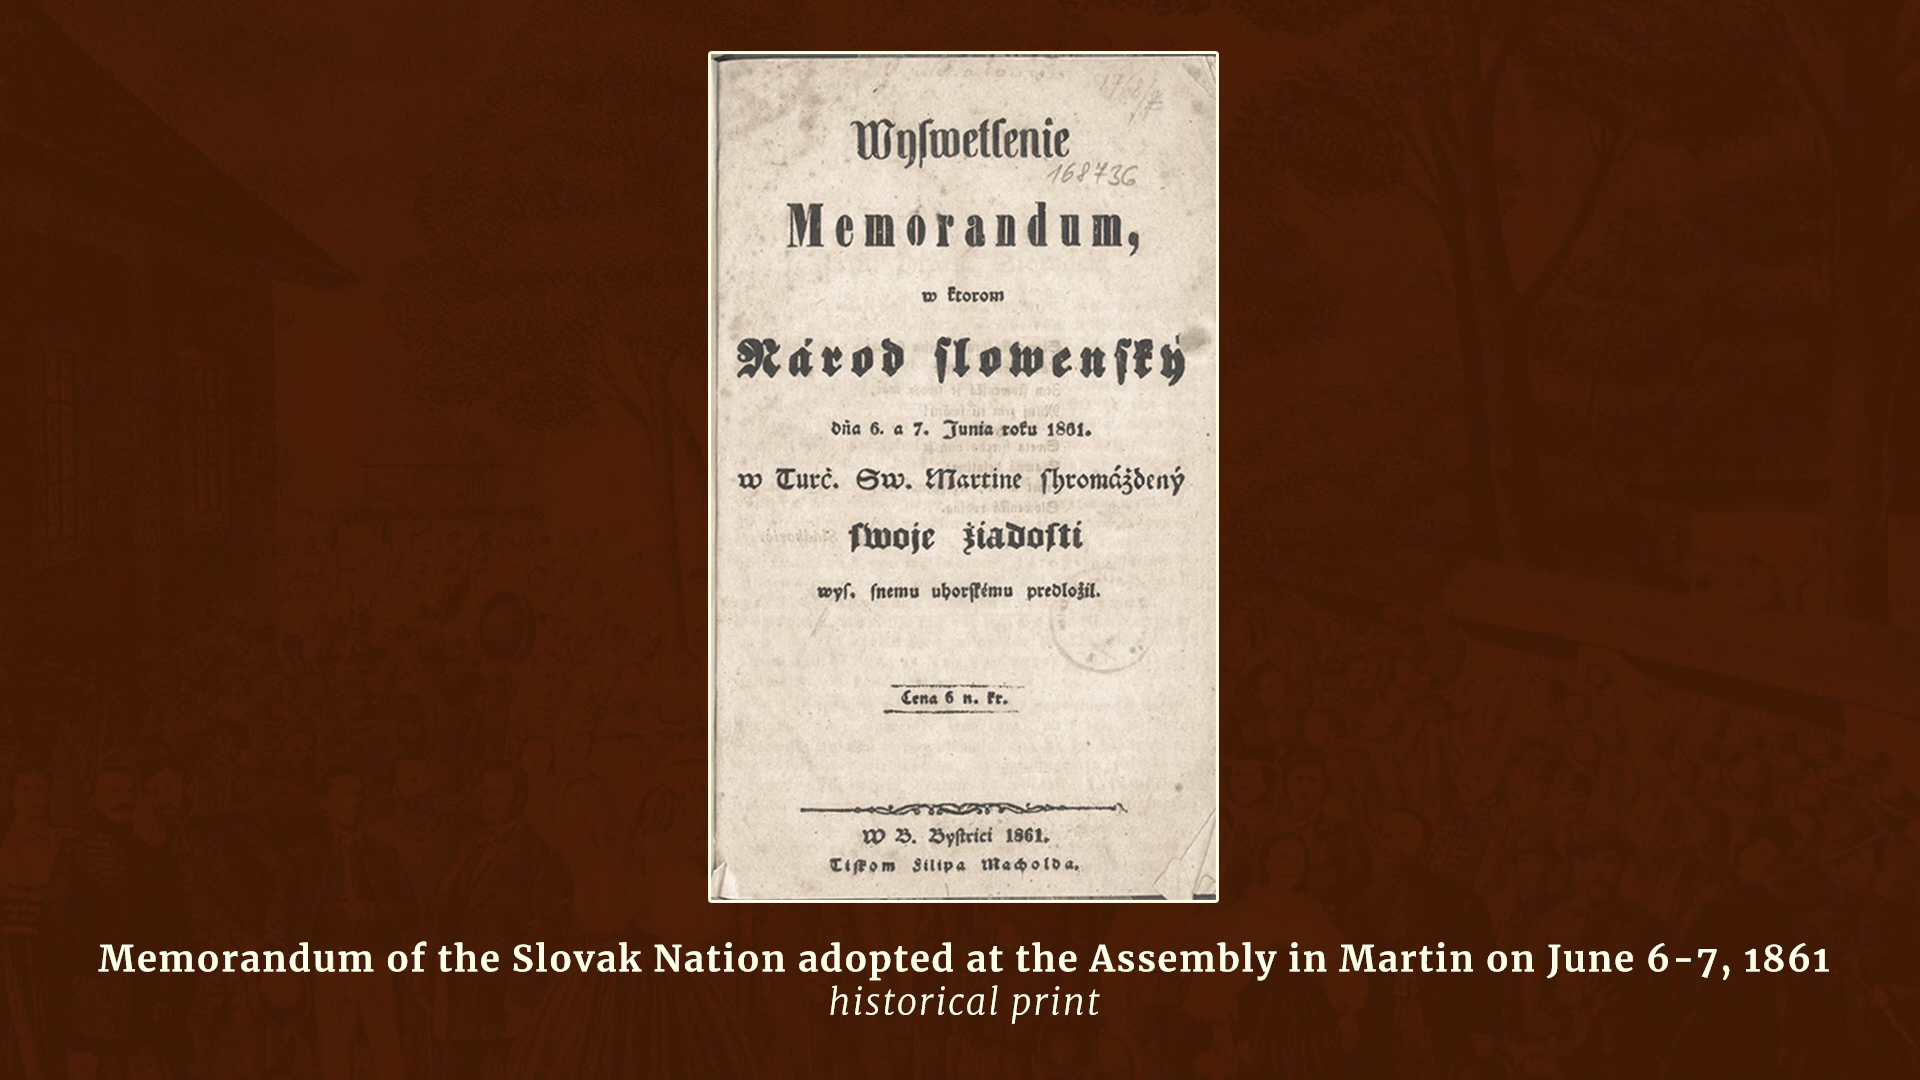 Wyſwetlenie
168736
Memorandum,
w ktorom
Národ ſlowenſký
dňa 6. a 7. Junia roku 1861.
w Turč. Sw. Martine ſhromáždený
ſwoje žiadoſti
wyſ. ſnemu uhorſkému predložil.
Cena 6 n. kr.
W B. Byſtrici 1861.
Tiſkom Filipa Macholda.
Memorandum of the Slovak Nation adopted at the Assembly in Martin on June 6-7, 1861
historical print